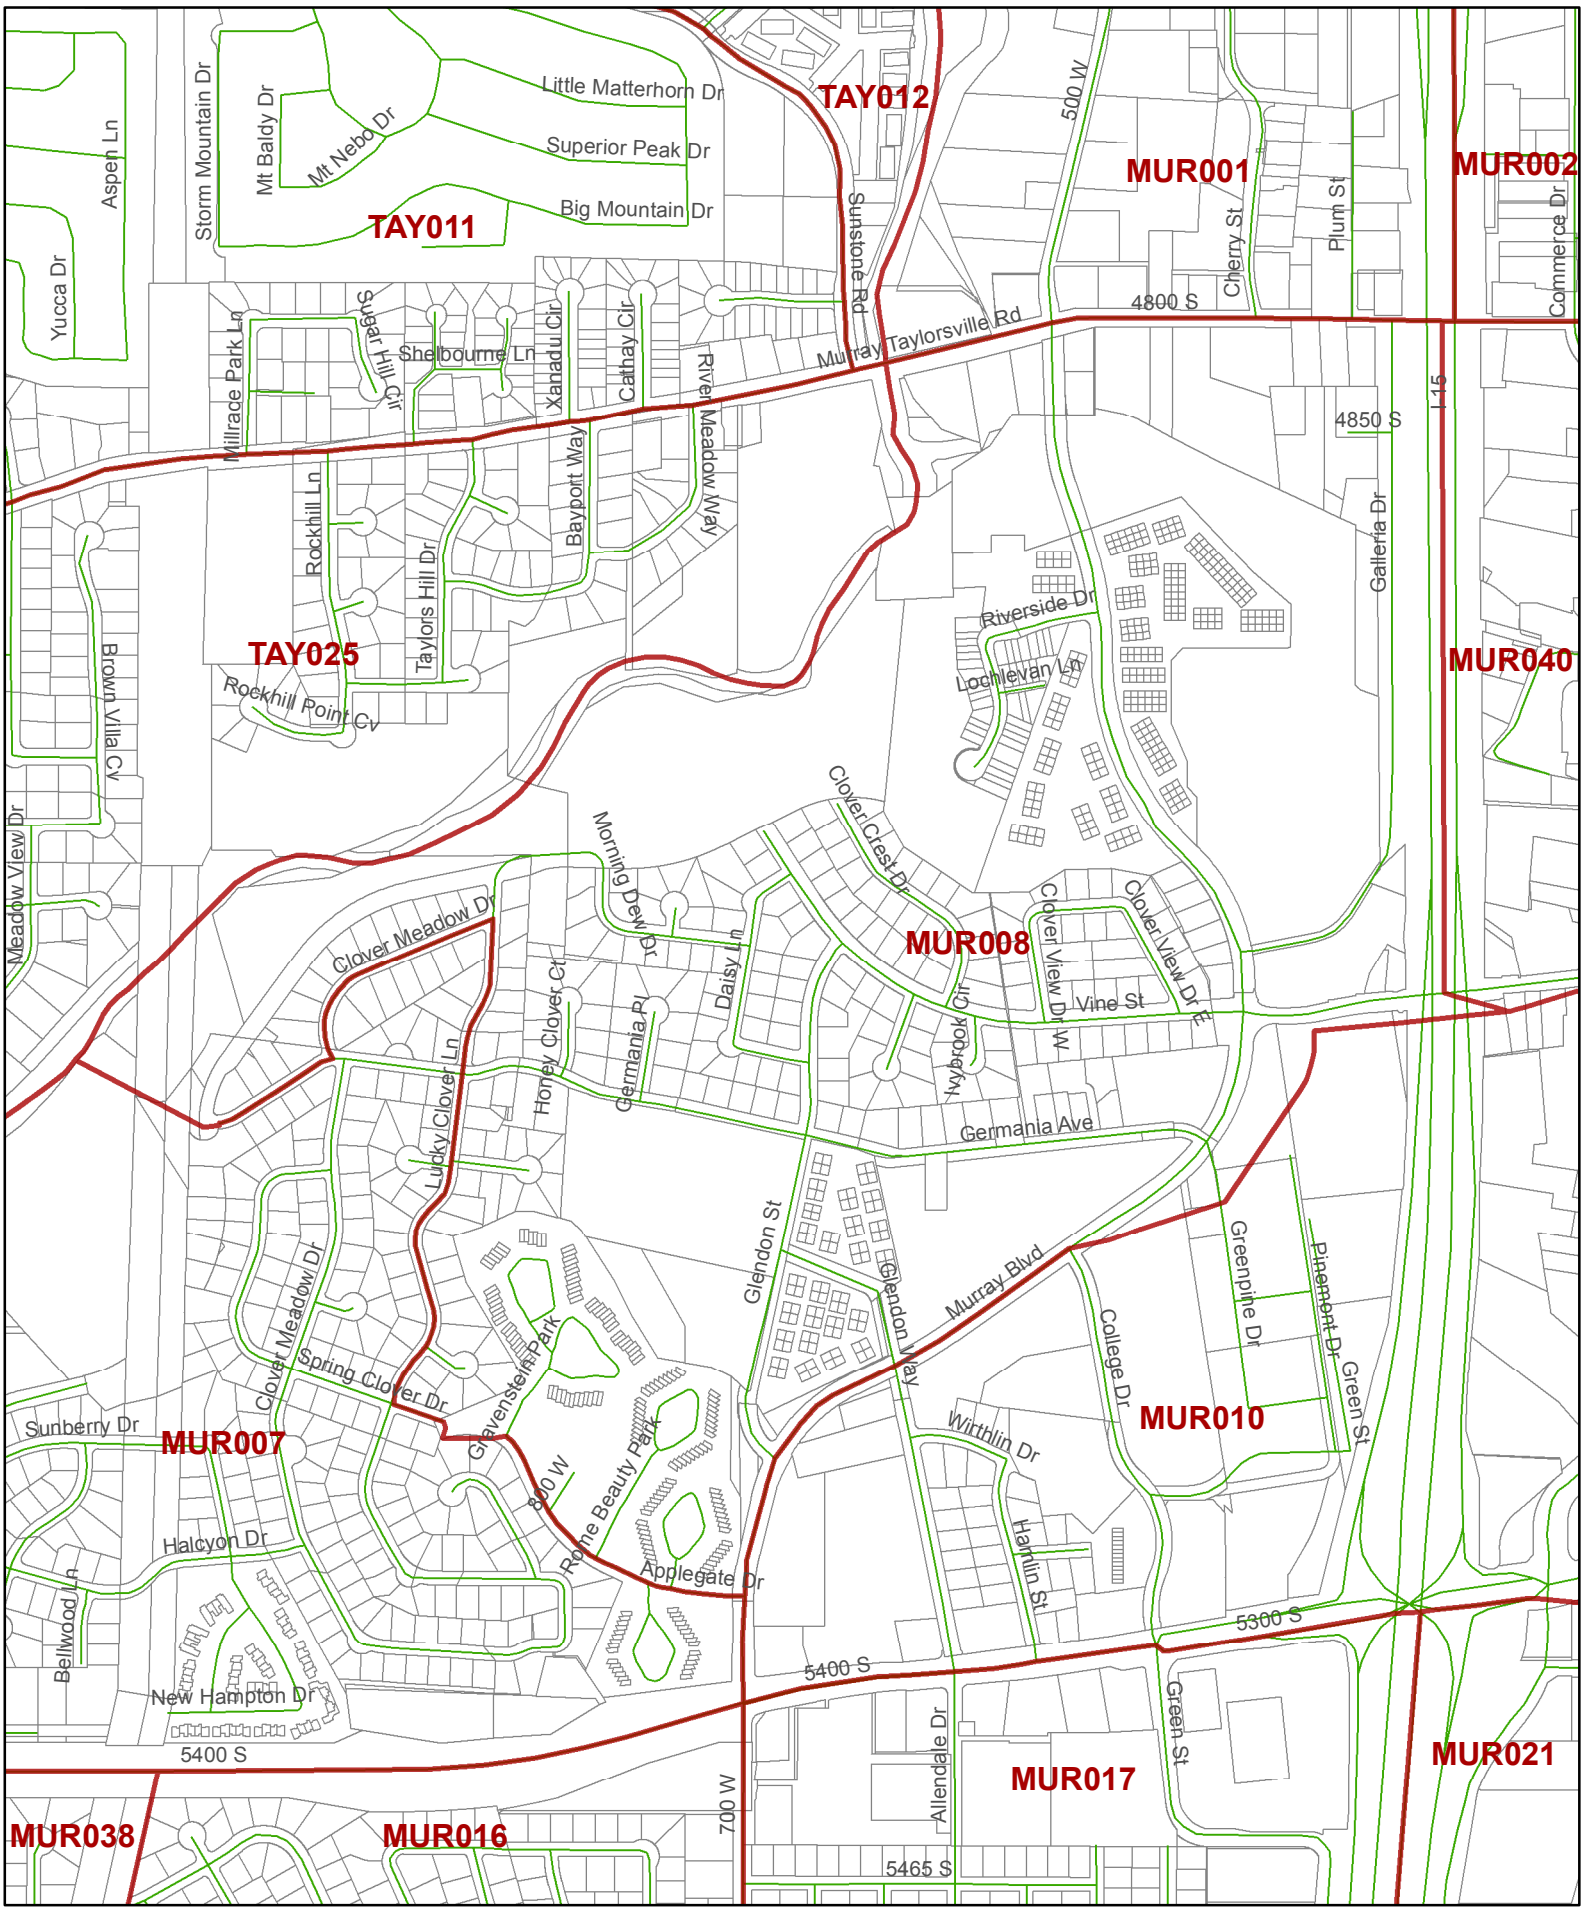 Little Matterhorn Dr
TAY012
500 W
Storm Mountain Dr
Mt Baldy Dr
Mt Nebo Dr
Aspen Ln
Superior Peak Dr
MUR001
MUR002
Big Mountain Dr
TAY011
Sunstone Rd
Cherry St
Plum St
Commerce Dr
Yucca Dr
4800 S
Murray Taylorsville Rd
Sugar Hill Cir
Millrace Park Ln
Shelbourne Ln
Xanadu Cir
Cathay Cir
River Meadow Way
I-15
4850 S
Bayport Way
Rockhill Ln
Taylors Hill Dr
Galleria Dr
Riverside Dr
TAY025
MUR040
Brown Villa Cv
Lochlevan Ln
Rockhill Point Cv
Clover Crest Dr
Meadow View Dr
Morning Dew Dr
Clover Meadow Dr
Clover View Dr W
Clover View Dr E
MUR008
Daisy Ln
Honey Clover Ct
Germania Pl
Vine St
Ivybrook Cir
Lucky Clover Ln
Germania Ave
Glendon St
Clover Meadow Dr
Murray Blvd
Glendon Way
Greenpine Dr
Pinemont Dr
College Dr
Spring Clover Dr
Gravenstein Park
Green St
Sunberry Dr
MUR007
Rome Beauty Park
Wirthlin Dr
MUR010
800 W
Halcyon Dr
Hamlin St
Applegate Dr
Bellwood Ln
5300 S
5400 S
New Hampton Dr
Green St
5400 S
Allendale Dr
MUR017
MUR021
700 W
MUR038
MUR016
5465 S